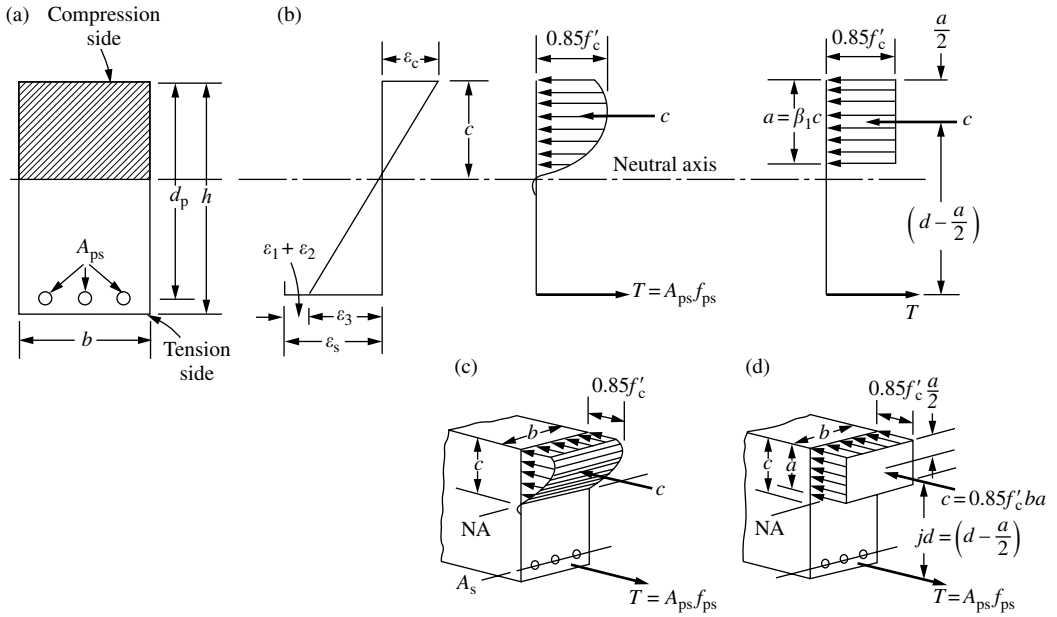 (a)
Compression
side
d_p
h
A_ps
b
Tension
side
(b)
ε_c
c
ε_1 + ε_2
ε_3
ε_s
0.85f′_c
c
Neutral axis
T = A_ps f_ps
0.85f′_c
a/2
a = β_1c
c
(d − a/2)
T
(c)
0.85f′_c
b
c
c
NA
A_s
T = A_ps f_ps
(d)
0.85f′_c
a/2
b
c
a
c = 0.85f′_c ba
NA
jd = (d − a/2)
T = A_ps f_ps